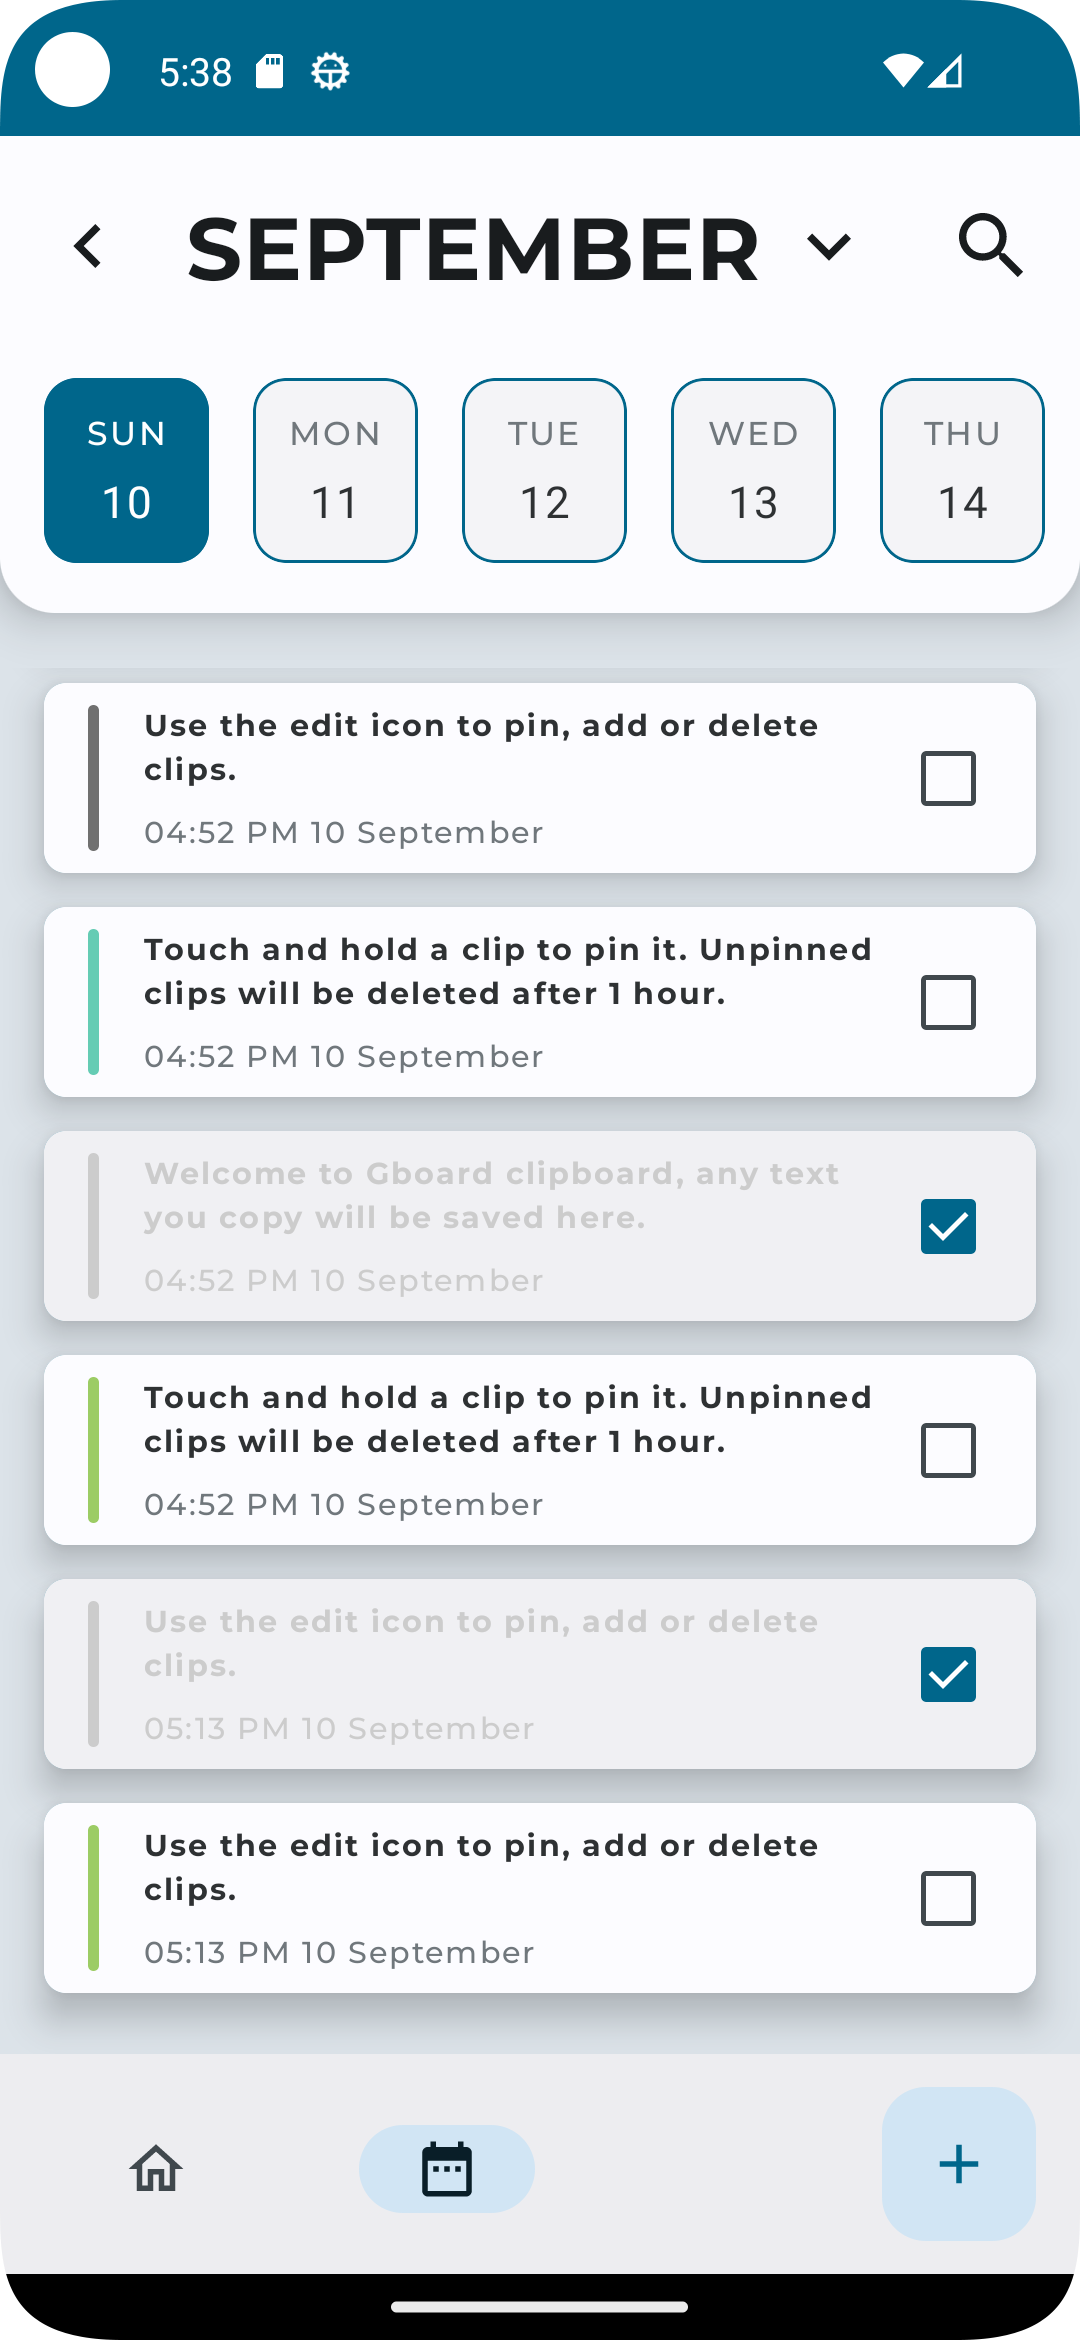 5:38
SEPTEMBER
SUN MON TUE WED THU
10 11 12 13 14
Use the edit icon to pin, add or delete
clips.
04:52 PM 10 September
Touch and hold a clip to pin it. Unpinned
clips will be deleted after 1 hour.
04:52 PM 10 September
Welcome to Gboard clipboard, any text
you copy will be saved here.
04:52 PM 10 September
Touch and hold a clip to pin it. Unpinned
clips will be deleted after 1 hour.
04:52 PM 10 September
Use the edit icon to pin, add or delete
clips.
05:13 PM 10 September
Use the edit icon to pin, add or delete
clips.
05:13 PM 10 September